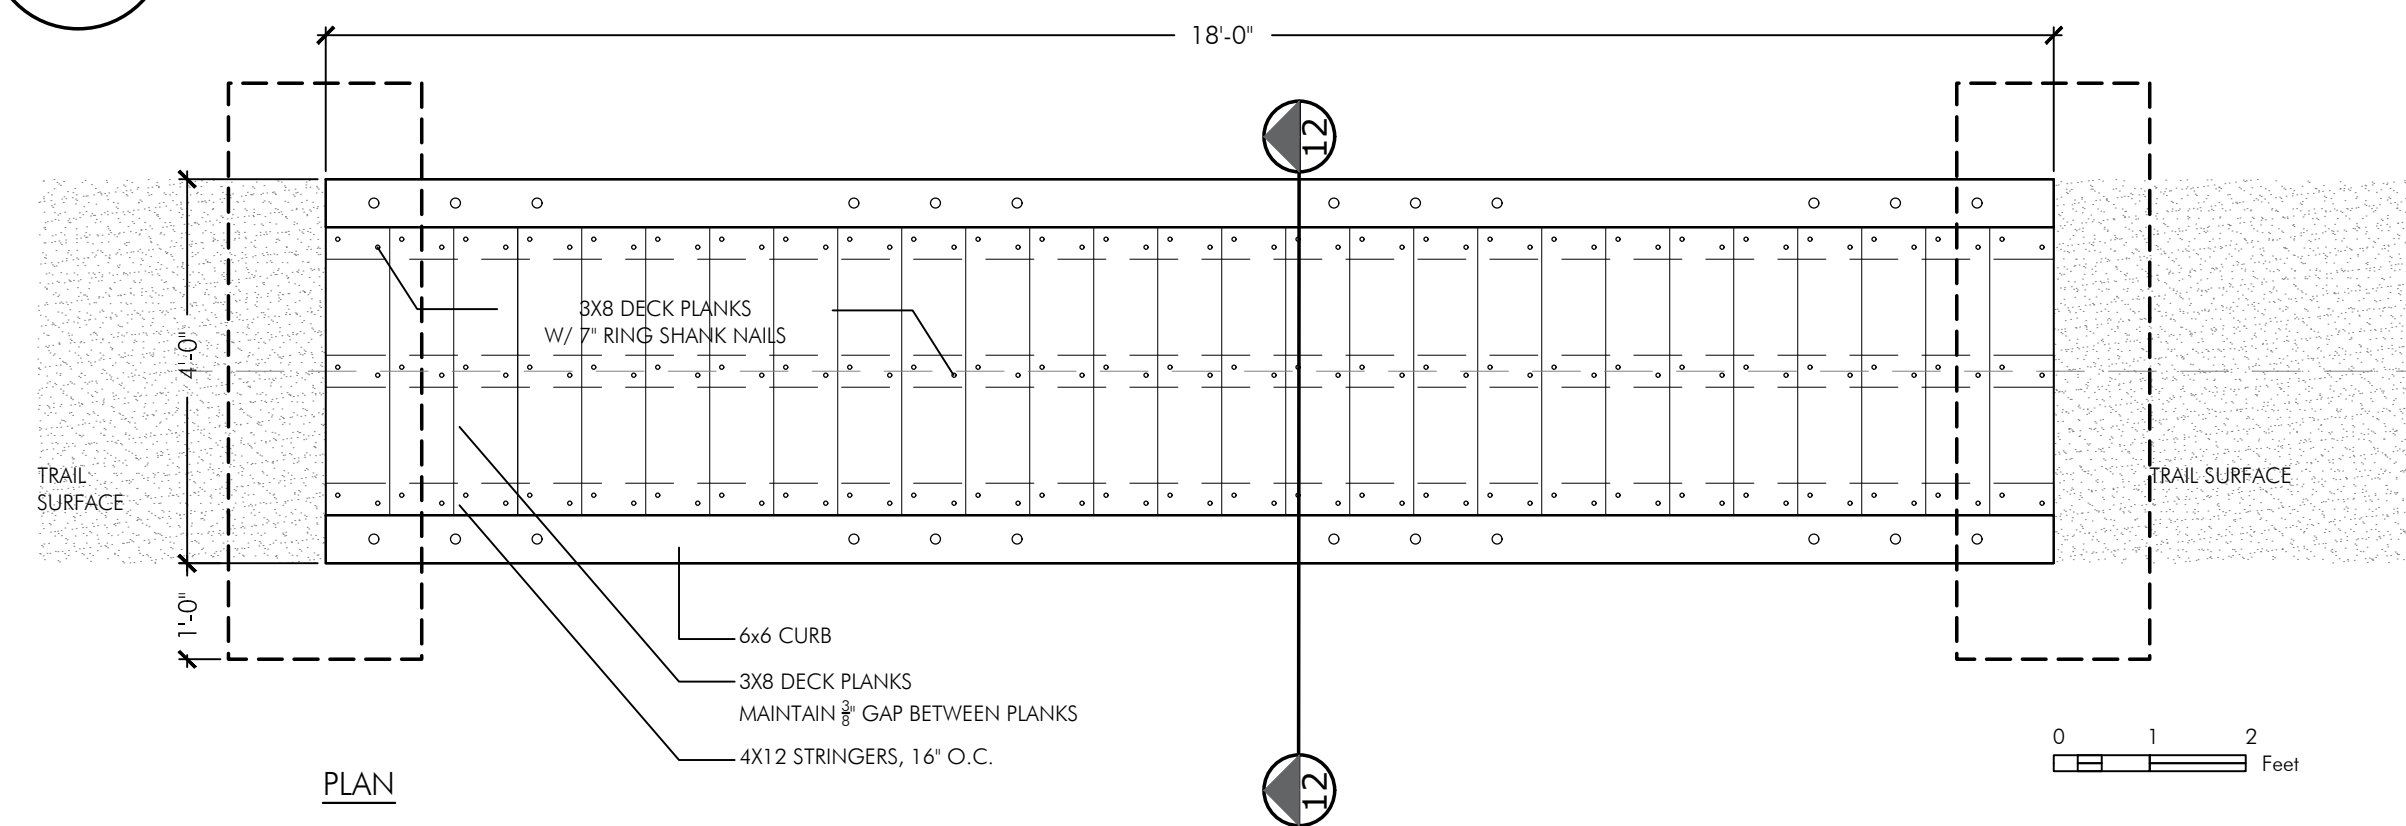 18'-0"
12
4'-0"
3X8 DECK PLANKS
W/ 7" RING SHANK NAILS
TRAIL
SURFACE
TRAIL SURFACE
1'-0"
6x6 CURB
3X8 DECK PLANKS
MAINTAIN 3/8" GAP BETWEEN PLANKS
4X12 STRINGERS, 16" O.C.
0 1 2
Feet
PLAN
12